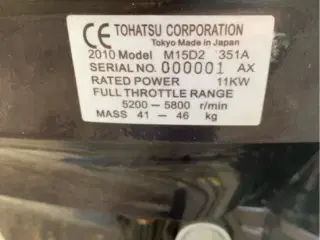 CE TOHATSU CORPORATION
Tokyo Made in Japan
2010 Model M15D2 351A
SERIAL NO. 000001 AX
RATED POWER 11KW
FULL THROTTLE RANGE
5200 – 5800 r/min
MASS 41 – 46 kg